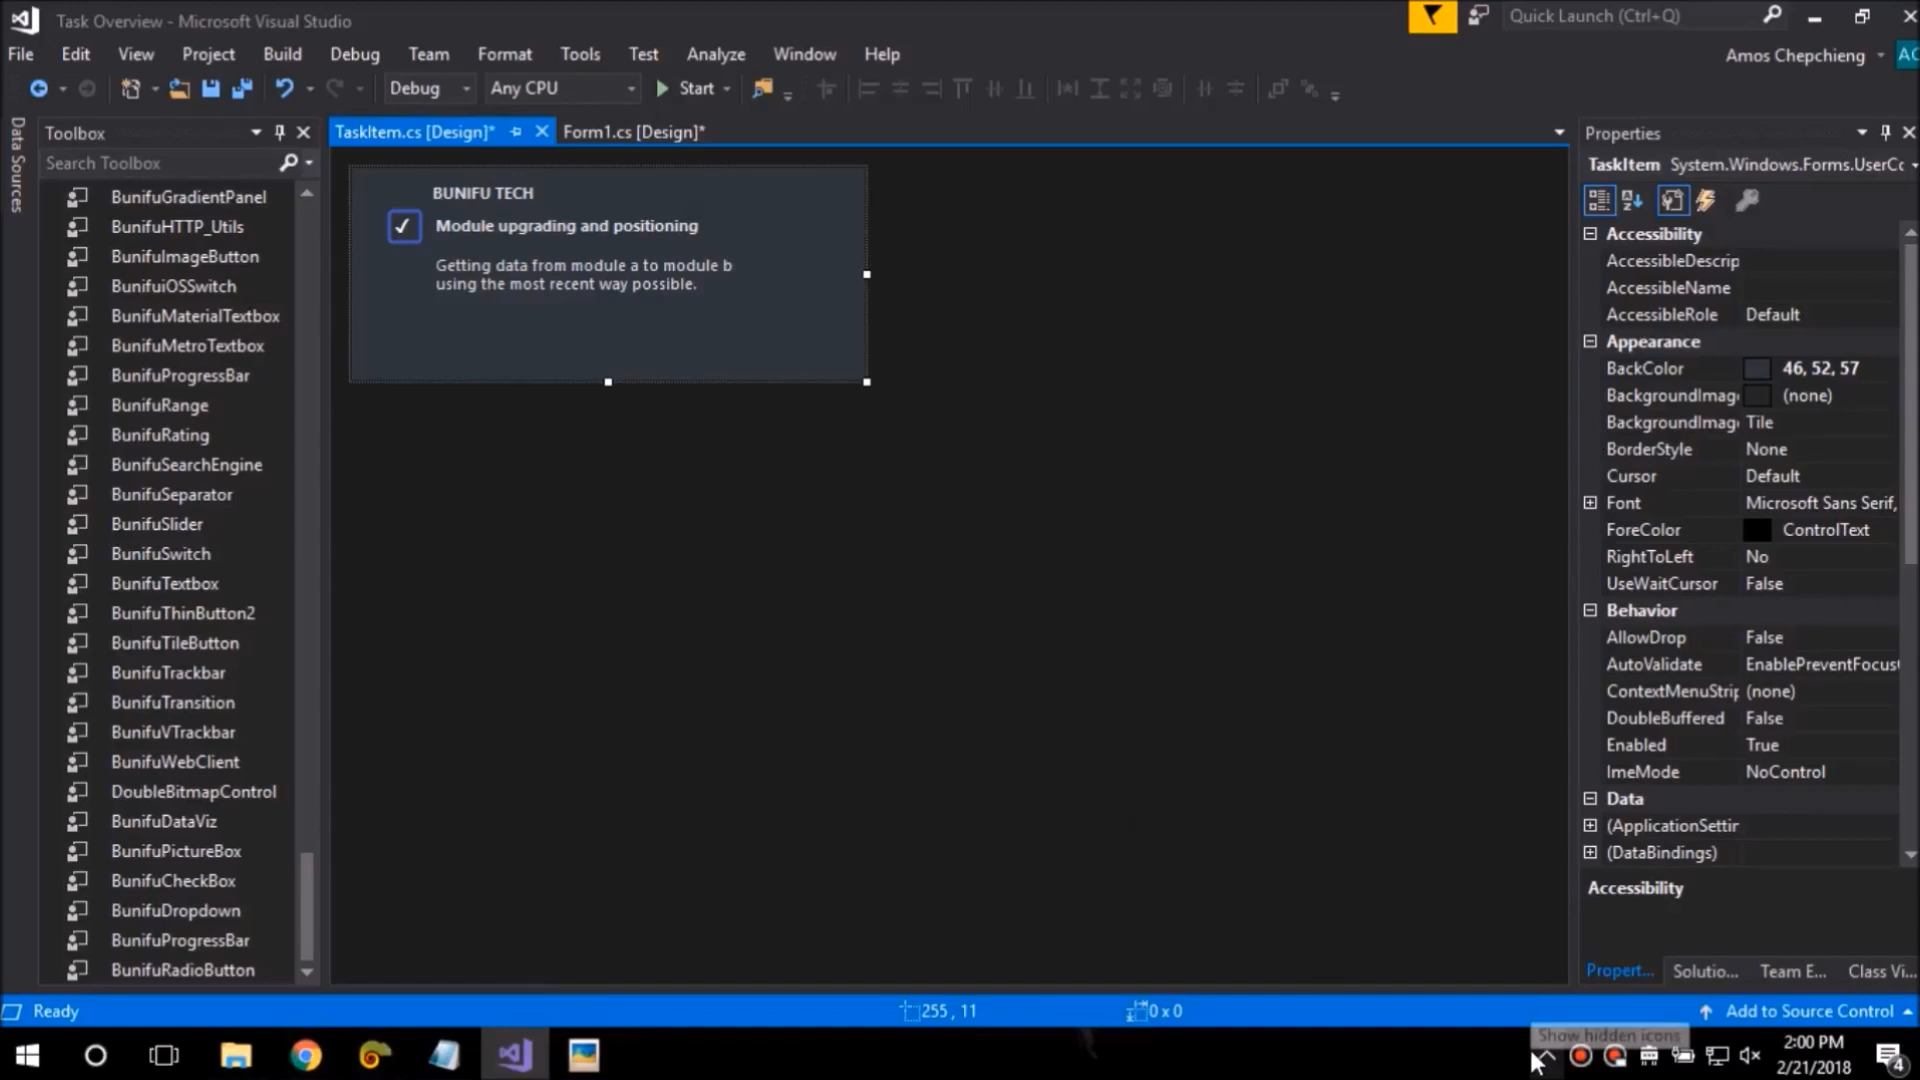 Task Overview - Microsoft Visual Studio
Quick Launch (Ctrl+Q)
File Edit View Project Build Debug Team Format Tools Test Analyze Window Help
Amos Chepchieng
AC
Debug Any CPU Start
Data Sources
Toolbox
Search Toolbox
BunifuGradientPanel
BunifuHTTP_Utils
BunifuImageButton
BunifuiOSSwitch
BunifuMaterialTextbox
BunifuMetroTextbox
BunifuProgressBar
BunifuRange
BunifuRating
BunifuSearchEngine
BunifuSeparator
BunifuSlider
BunifuSwitch
BunifuTextbox
BunifuThinButton2
BunifuTileButton
BunifuTrackbar
BunifuTransition
BunifuVTrackbar
BunifuWebClient
DoubleBitmapControl
BunifuDataViz
BunifuPictureBox
BunifuCheckBox
BunifuDropdown
BunifuProgressBar
BunifuRadioButton
TaskItem.cs [Design]* Form1.cs [Design]*
BUNIFU TECH
Module upgrading and positioning
Getting data from module a to module b
using the most recent way possible.
Properties
TaskItem System.Windows.Forms.UserCc
Accessibility
AccessibleDescrip
AccessibleName
AccessibleRole Default
Appearance
BackColor 46, 52, 57
BackgroundImag (none)
BackgroundImag Tile
BorderStyle None
Cursor Default
Font Microsoft Sans Serif,
ForeColor ControlText
RightToLeft No
UseWaitCursor False
Behavior
AllowDrop False
AutoValidate EnablePreventFocus
ContextMenuStrip (none)
DoubleBuffered False
Enabled True
ImeMode NoControl
Data
(ApplicationSettin
(DataBindings)
Accessibility
Propert... Solutio... Team E... Class Vi...
Ready
255 , 11
0 x 0
Add to Source Control
Show hidden icons
2:00 PM
2/21/2018
4